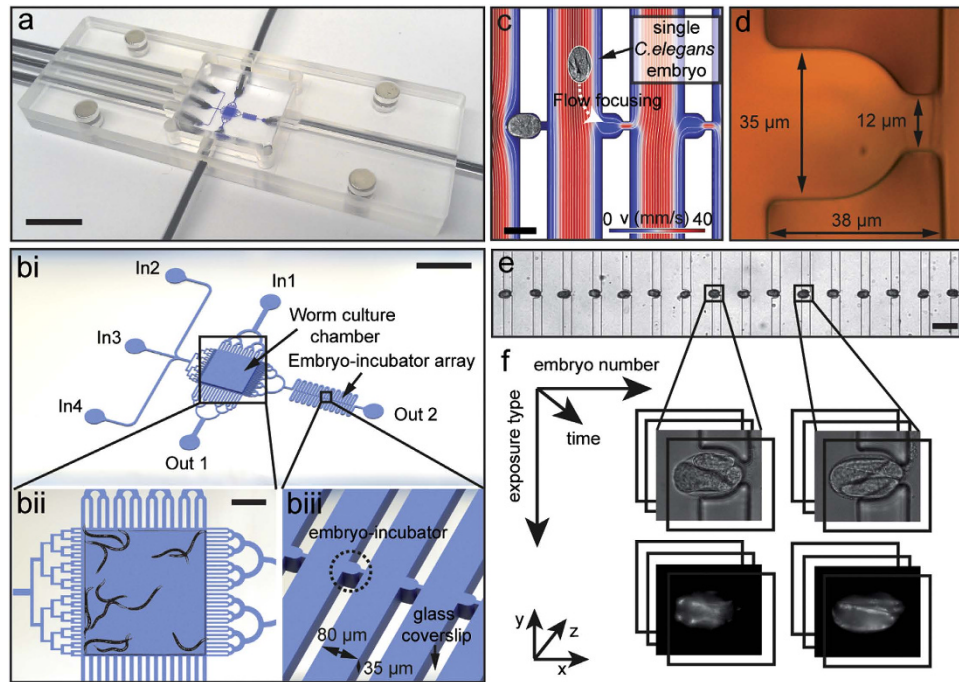 a
c
single
C.elegans
embryo
Flow focusing
0 v (mm/s) 40
d
35 µm
12 µm
38 µm
bi
In2
In1
Worm culture
chamber
In3
Embryo-incubator array
In4
Out 2
Out 1
e
f
embryo number
time
exposure type
y
z
x
bii
biii
embryo-incubator
glass
coverslip
80 µm
35 µm